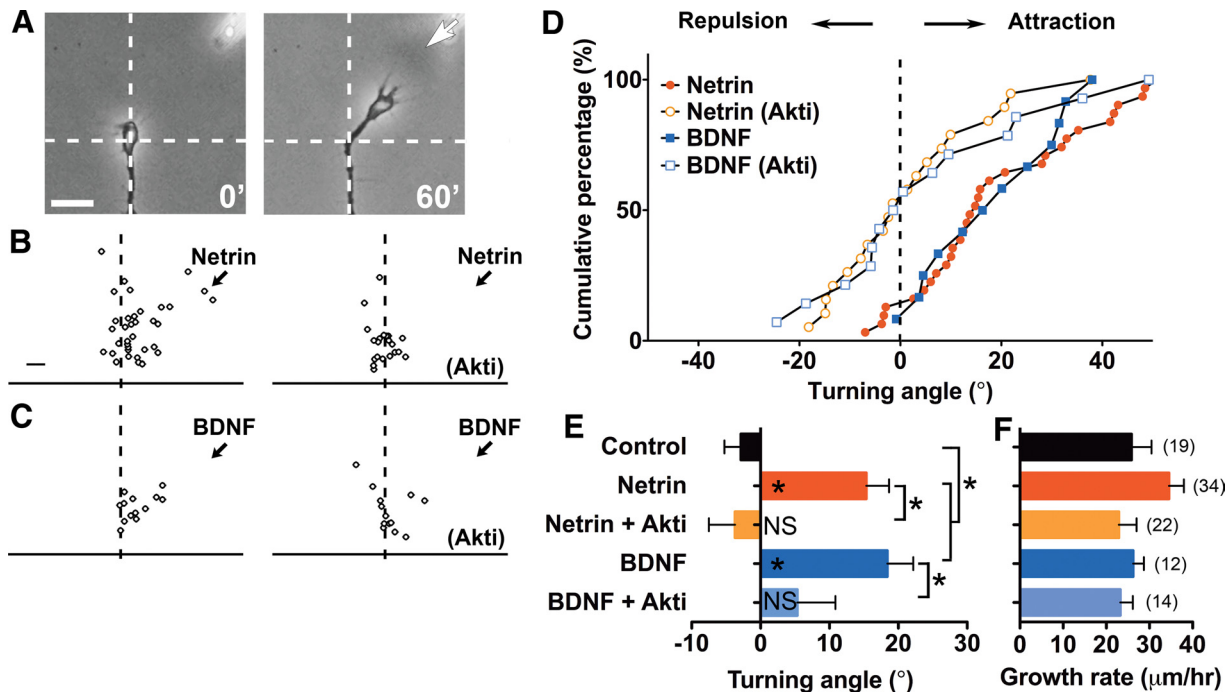 A
0’
60’
B
Netrin
Netrin
(Akti)
C
BDNF
BDNF
(Akti)
D
Repulsion
Attraction
Cumulative percentage (%)
100
50
0
Netrin
Netrin (Akti)
BDNF
BDNF (Akti)
-40
-20
0
20
40
Turning angle (°)
E
Control
Netrin
Netrin + Akti
BDNF
BDNF + Akti
*
NS
*
NS
*
*
*
-10
0
10
20
30
Turning angle (°)
F
(19)
(34)
(22)
(12)
(14)
0
10
20
30
40
Growth rate (μm/hr)